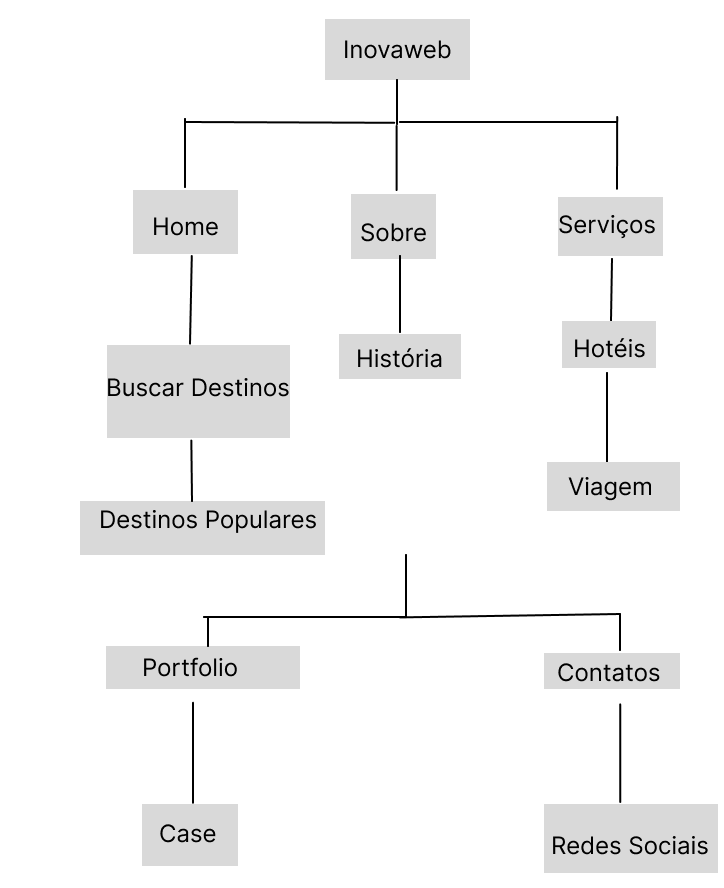 Inovaweb
Home
Sobre
Serviços
Buscar Destinos
História
Hotéis
Destinos Populares
Viagem
Portfolio
Contatos
Case
Redes Sociais